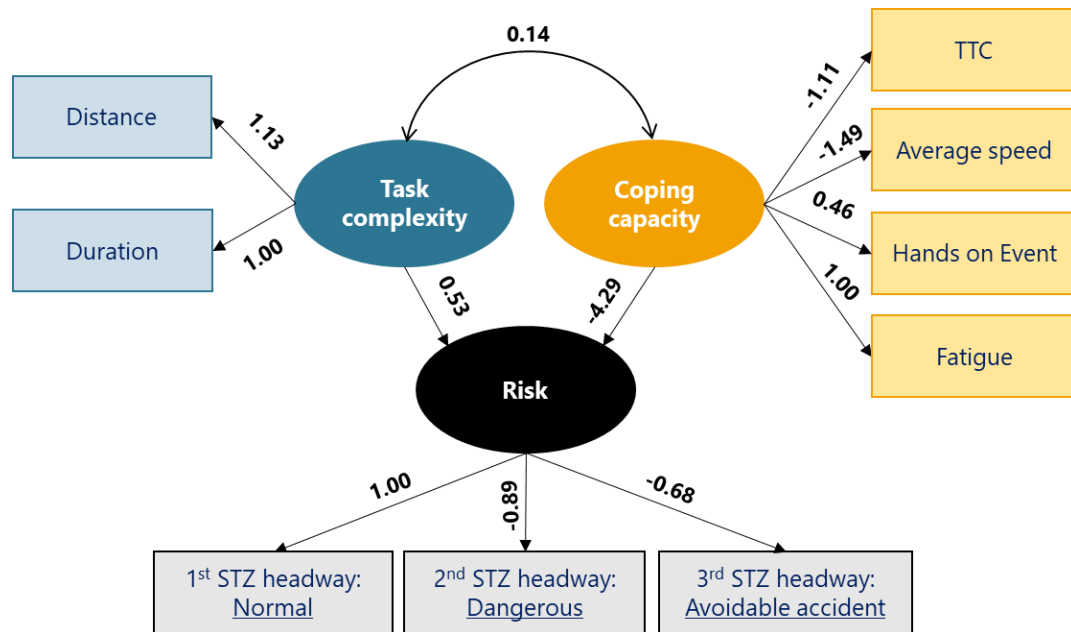 0.14
TTC
-1.11
Distance
1.13
-1.49
Average speed
Task
complexity
Coping
capacity
0.46
Duration
1.00
Hands on Event
1.00
0.53
-4.29
Fatigue
Risk
1.00
-0.89
-0.68
1st STZ headway:
Normal
2nd STZ headway:
Dangerous
3rd STZ headway:
Avoidable accident